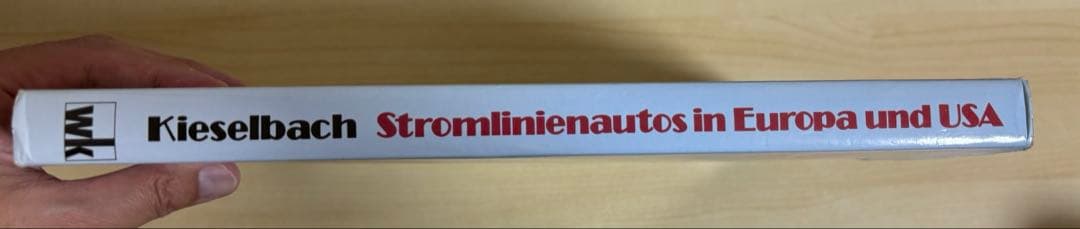 wk
Kieselbach Stromlinienautos in Europa und USA